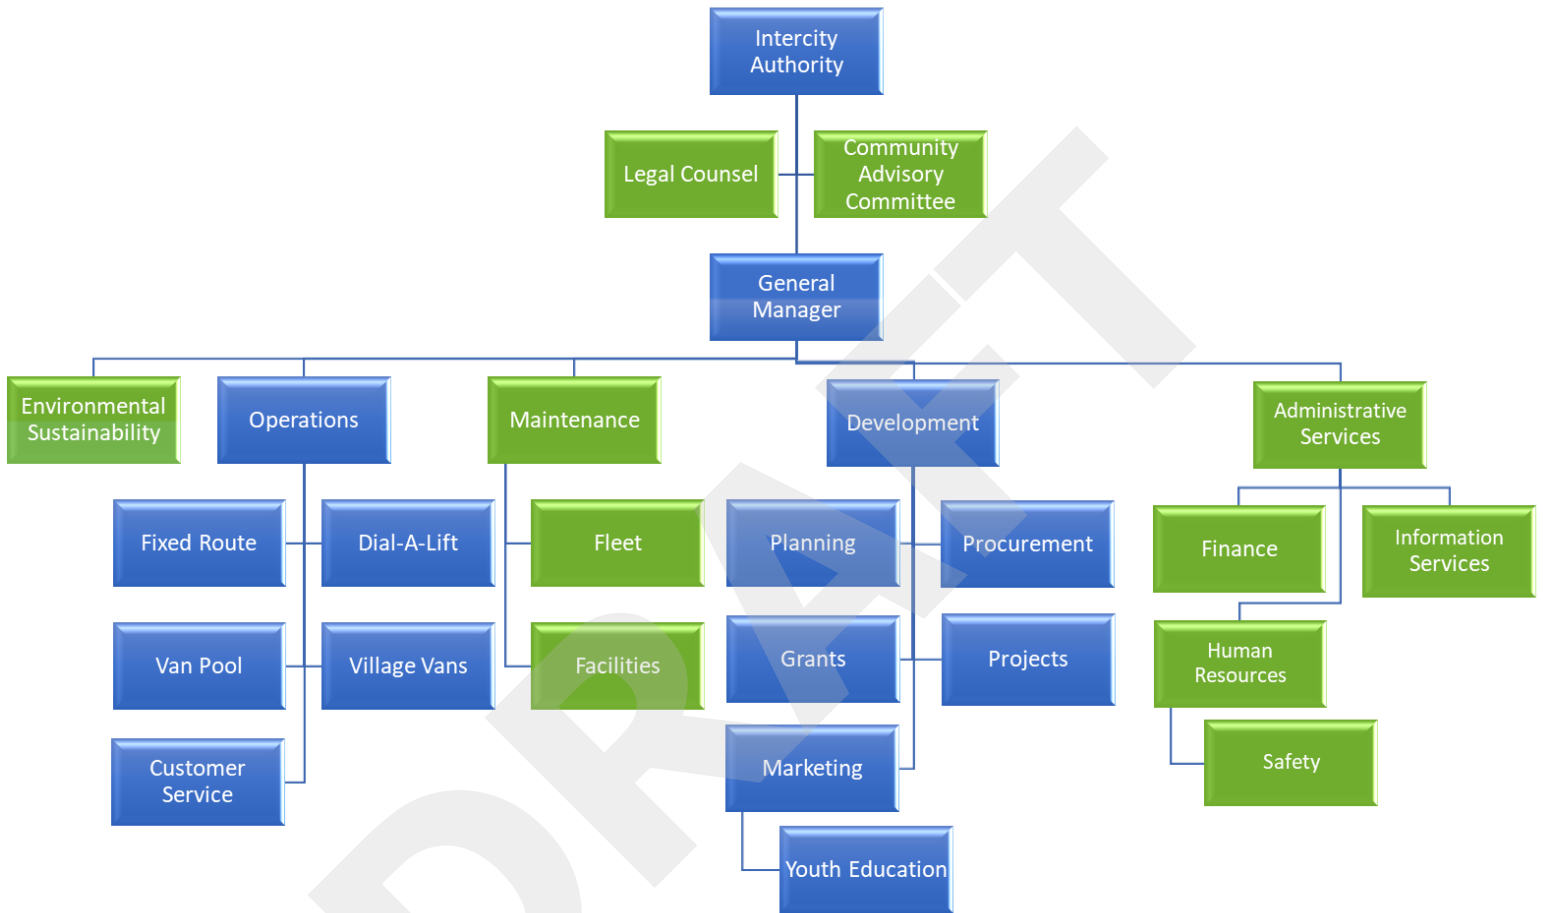 Intercity
Authority
Legal Counsel
Community
Advisory
Committee
General
Manager
Environmental
Sustainability
Operations
Maintenance
Development
Administrative
Services
Fixed Route
Dial-A-Lift
Fleet
Planning
Procurement
Finance
Information
Services
Van Pool
Village Vans
Facilities
Grants
Projects
Human
Resources
Customer
Service
Marketing
Safety
Youth Education
DRAFT